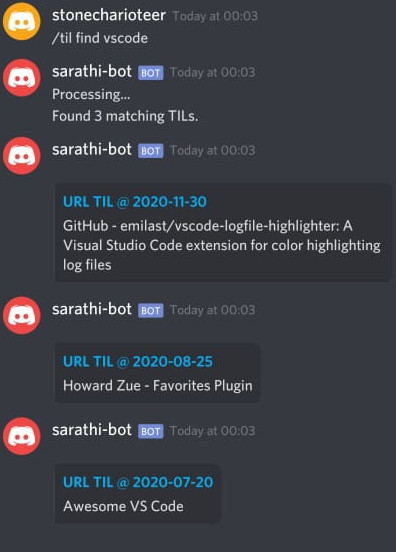 stonecharioteer Today at 00:03
/til find vscode
sarathi-bot BOT Today at 00:03
Processing...
Found 3 matching TILs.
sarathi-bot BOT Today at 00:03
URL TIL @ 2020-11-30
GitHub - emilast/vscode-logfile-highlighter: A
Visual Studio Code extension for color highlighting
log files
sarathi-bot BOT Today at 00:03
URL TIL @ 2020-08-25
Howard Zue - Favorites Plugin
sarathi-bot BOT Today at 00:03
URL TIL @ 2020-07-20
Awesome VS Code